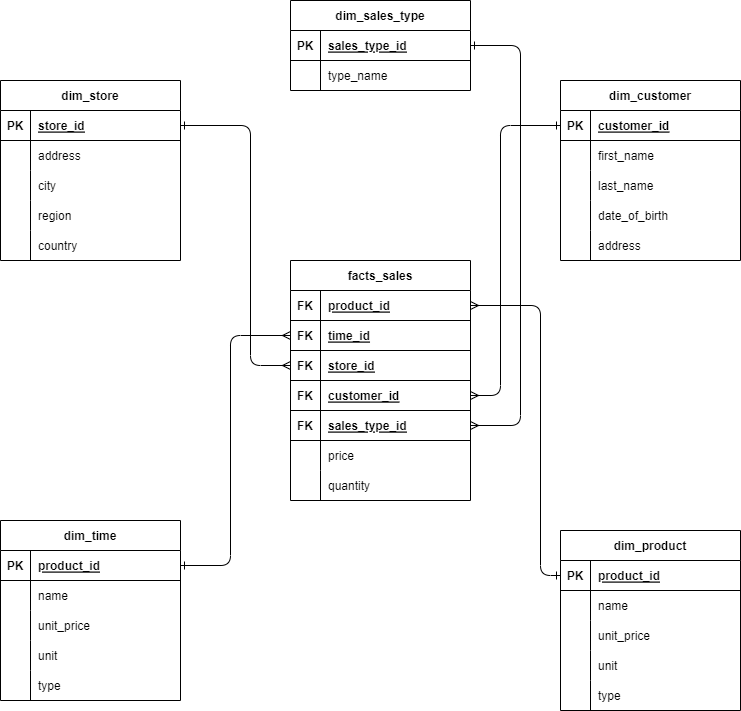 dim_sales_type
PK sales_type_id
type_name
dim_store
PK store_id
address
city
region
country
dim_customer
PK customer_id
first_name
last_name
date_of_birth
address
facts_sales
FK product_id
FK time_id
FK store_id
FK customer_id
FK sales_type_id
price
quantity
dim_time
PK product_id
name
unit_price
unit
type
dim_product
PK product_id
name
unit_price
unit
type